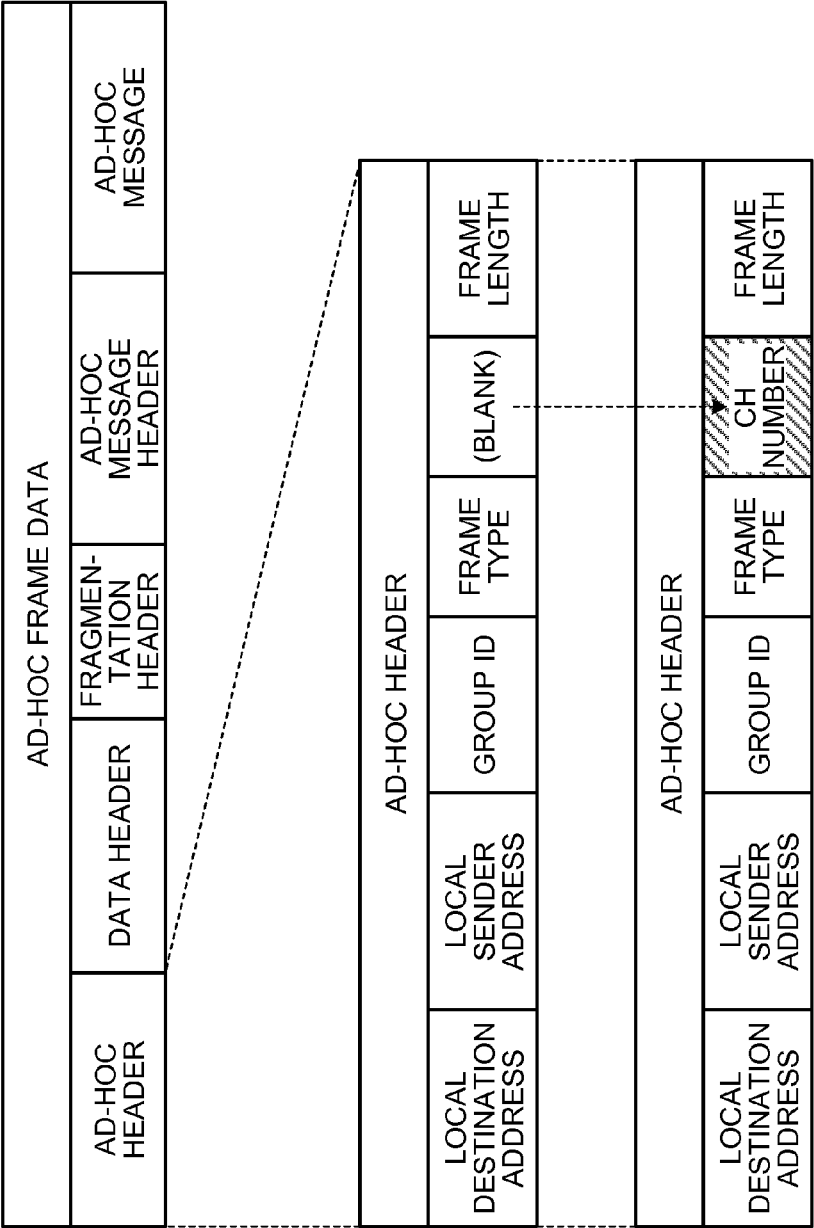 AD-HOC FRAME DATA
AD-HOC
HEADER
DATA HEADER
FRAGMEN-
TATION
HEADER
AD-HOC
MESSAGE
HEADER
AD-HOC
MESSAGE
AD-HOC HEADER
LOCAL
DESTINATION
ADDRESS
LOCAL
SENDER
ADDRESS
GROUP ID
FRAME
TYPE
(BLANK)
FRAME
LENGTH
AD-HOC HEADER
LOCAL
DESTINATION
ADDRESS
LOCAL
SENDER
ADDRESS
GROUP ID
FRAME
TYPE
CH
NUMBER
FRAME
LENGTH